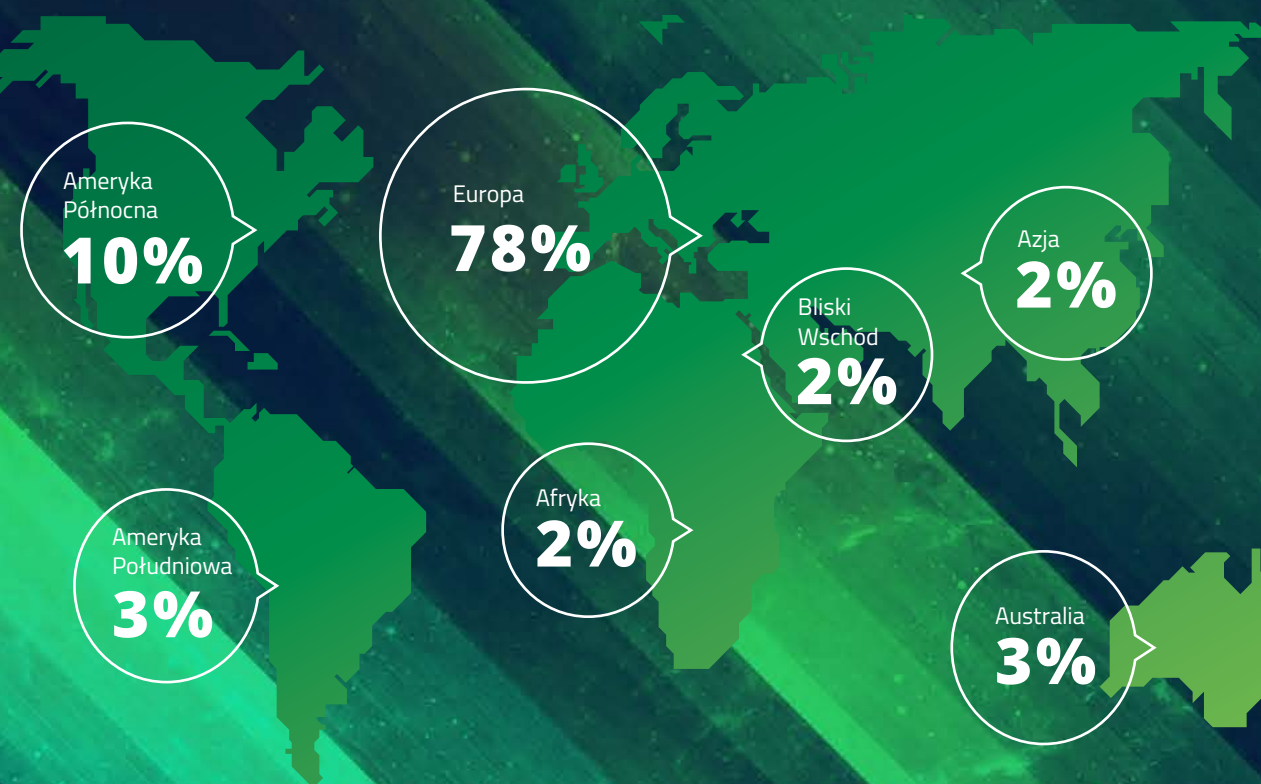 Ameryka
Północna
10%
Europa
78%
Azja
2%
Bliski
Wschód
2%
Afryka
2%
Ameryka
Południowa
3%
Australia
3%